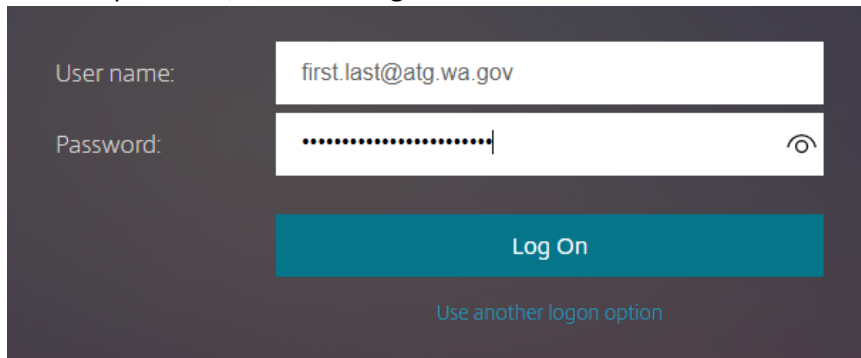 User name:
first.last@atg.wa.gov
Password:
••••••••••••••••••••••••
Log On
Use another logon option